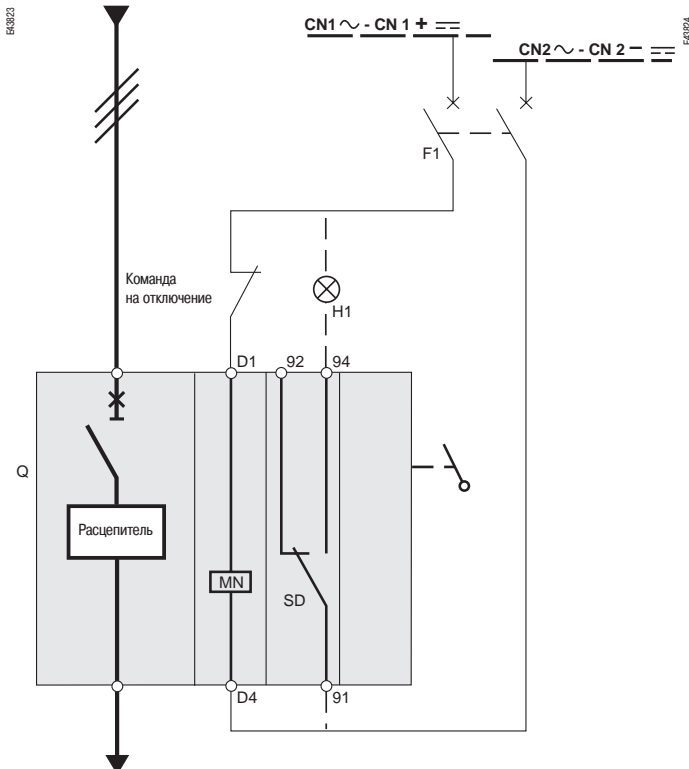 E43823
CN1 ∼ - CN 1 + ⎓
E43824
CN2 ∼ - CN 2 − ⎓
F1
Команда
на отключение
H1
D1
92
94
Q
Расцепитель
MN
SD
D4
91